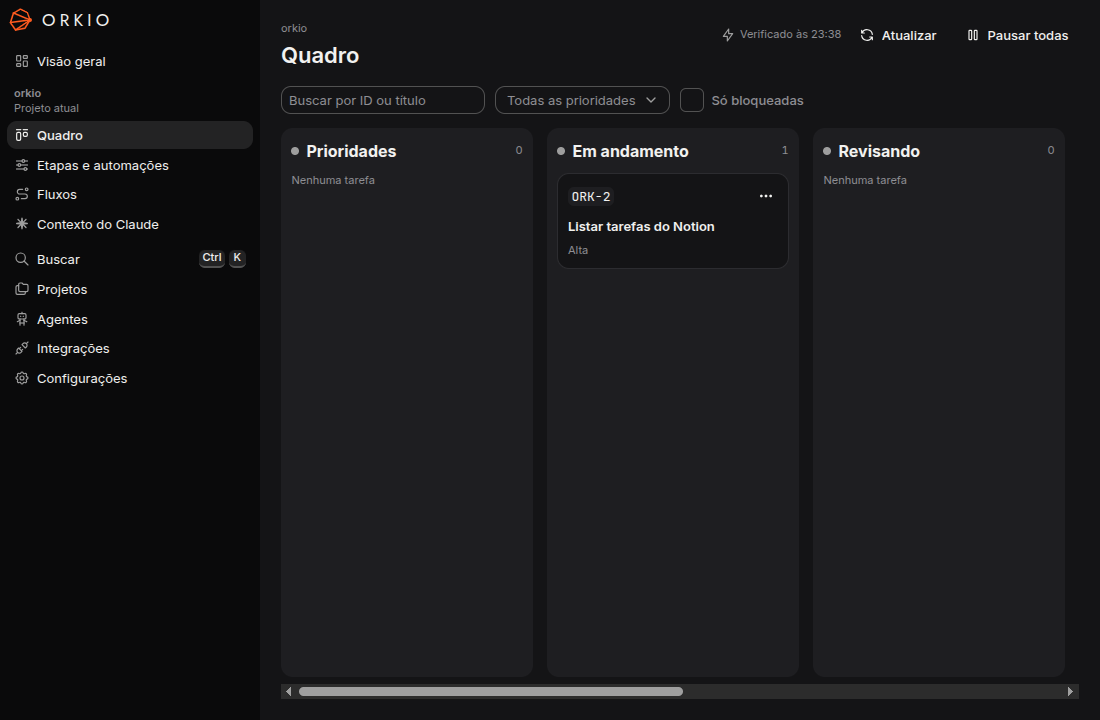 ORKIO
Visão geral
orkio
Projeto atual
Quadro
Etapas e automações
Fluxos
Contexto do Claude
Buscar Ctrl K
Projetos
Agentes
Integrações
Configurações
orkio
Quadro
Verificado às 23:38
Atualizar
Pausar todas
Buscar por ID ou título
Todas as prioridades
Só bloqueadas
Prioridades 0
Nenhuma tarefa
Em andamento 1
ORK-2
Listar tarefas do Notion
Alta
Revisando 0
Nenhuma tarefa